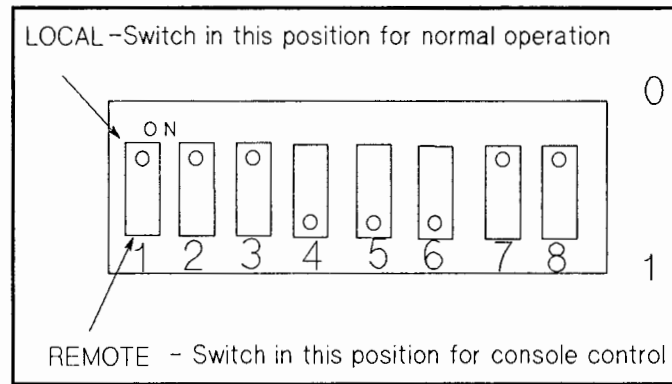 LOCAL -Switch in this position for normal operation
0
ON
1 2 3 4 5 6 7 8
1
REMOTE - Switch in this position for console control